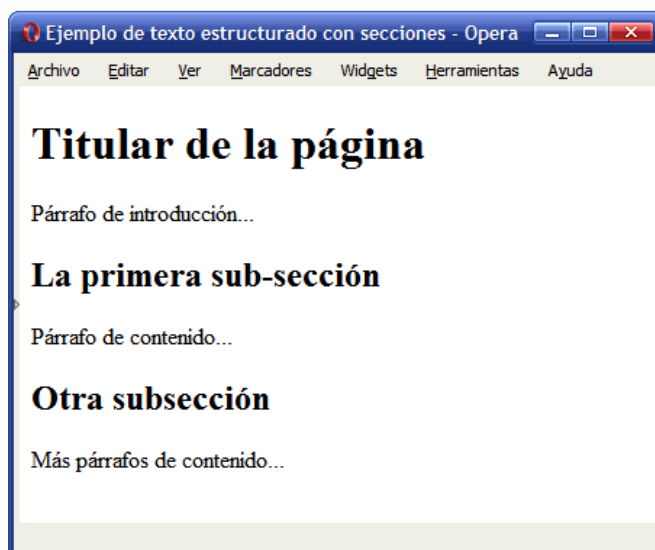 Ejemplo de texto estructurado con secciones - Opera
Archivo Editar Ver Marcadores Widgets Herramientas Ayuda
Titular de la página
Párrafo de introducción...
La primera sub-sección
Párrafo de contenido...
Otra subsección
Más párrafos de contenido...